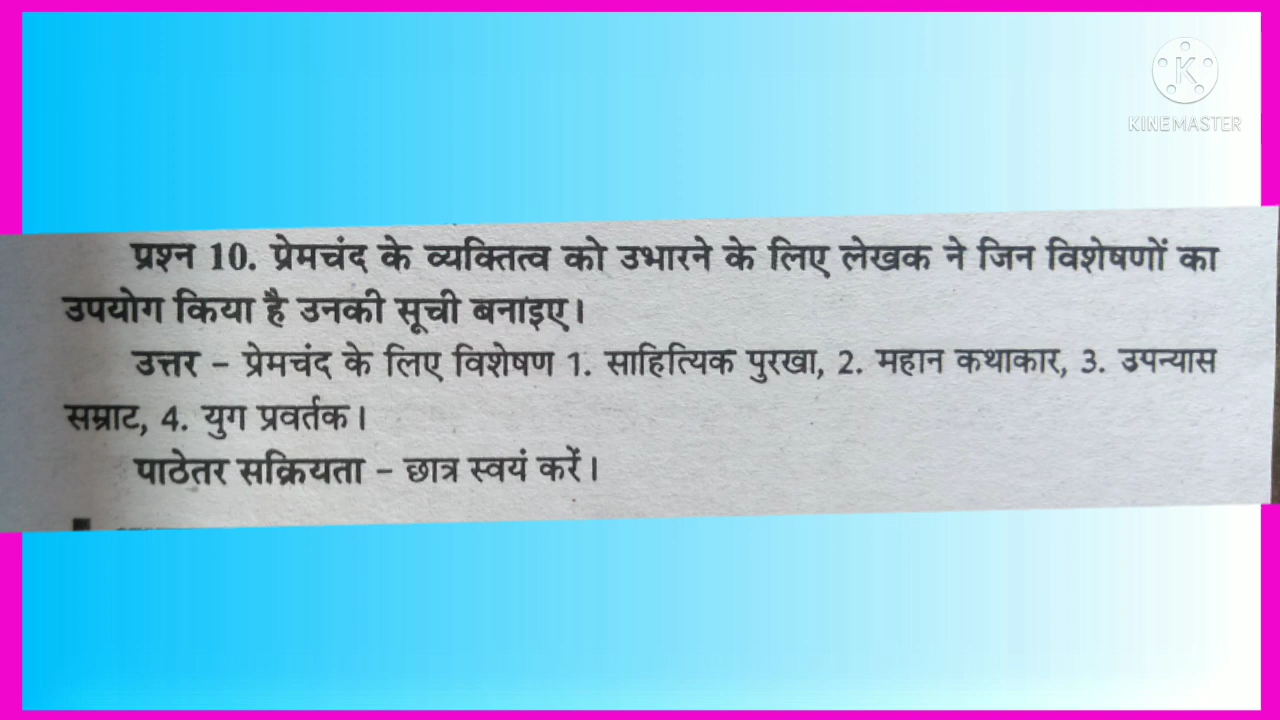 KINEMASTER
प्रश्न 10. प्रेमचंद के व्यक्तित्व को उभारने के लिए लेखक ने जिन विशेषणों का
उपयोग किया है उनकी सूची बनाइए।
उत्तर – प्रेमचंद के लिए विशेषण 1. साहित्यिक पुरखा, 2. महान कथाकार, 3. उपन्यास
सम्राट, 4. युग प्रवर्तक।
पाठेतर सक्रियता – छात्र स्वयं करें।